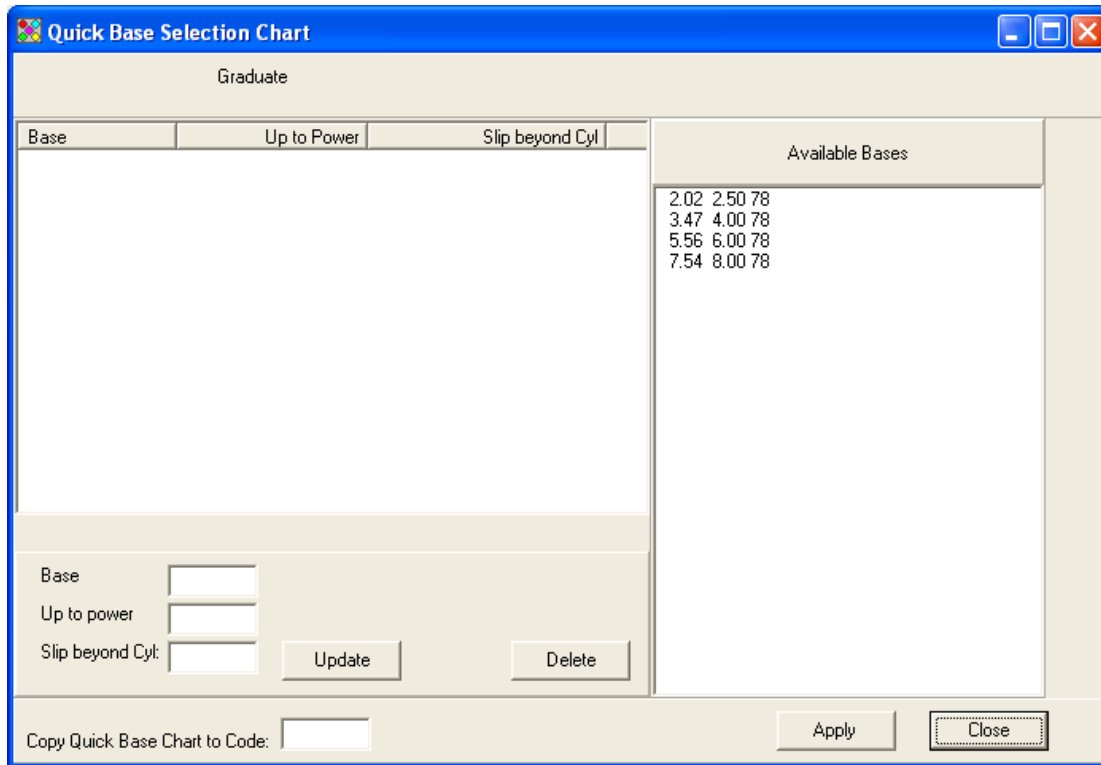 Quick Base Selection Chart
Graduate
Base Up to Power Slip beyond Cyl
Available Bases
2.02 2.50 78
3.47 4.00 78
5.56 6.00 78
7.54 8.00 78
Base
Up to power
Slip beyond Cyl:
Update Delete
Copy Quick Base Chart to Code:
Apply Close